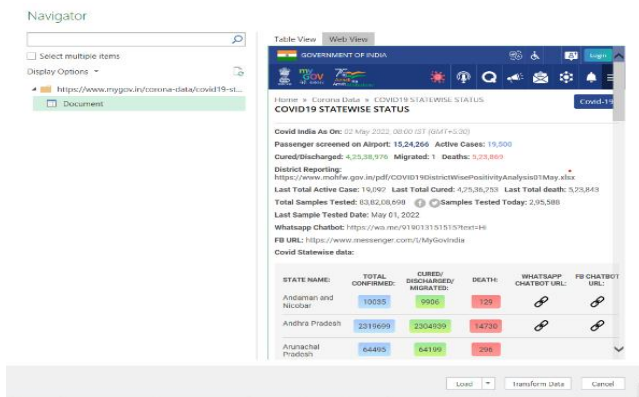 Navigator
Select multiple items
Display Options
https://www.mygov.in/corona-data/covid19-st...
Document
Table View Web View
GOVERNMENT OF INDIA
Login
my GOV
Home » Corona Data » COVID19 STATEWISE STATUS
Covid-19
COVID19 STATEWISE STATUS
Covid India As On: 02 May 2022, 08:00 IST (GMT+5:30)
Passenger screened on Airport: 15,24,266 Active Cases: 19,500
Cured/Discharged: 4,25,38,976 Migrated: 1 Deaths: 5,23,869
District Reporting:
https://www.mohfw.gov.in/pdf/COVID19DistrictWisePositivityAnalysis01May.xlsx
Last Total Active Case: 19,092 Last Total Cured: 4,25,36,253 Last Total death: 5,23,843
Total Samples Tested: 83,82,08,698 Samples Tested Today: 2,95,588
Last Sample Tested Date: May 01, 2022
Whatsapp Chatbot: https://wa.me/919013151515?text=Hi
FB URL: https://www.messenger.com/t/MyGovIndia
Covid Statewise data:
STATE NAME: TOTAL CONFIRMED: CURED/ DISCHARGED/ MIGRATED: DEATH: WHATSAPP CHATBOT URL: FB CHATBOT URL:
Andaman and Nicobar 10035 9906 129
Andhra Pradesh 2319699 2304939 14730
Arunachal Pradesh 64495 64199 296
Load Transform Data Cancel